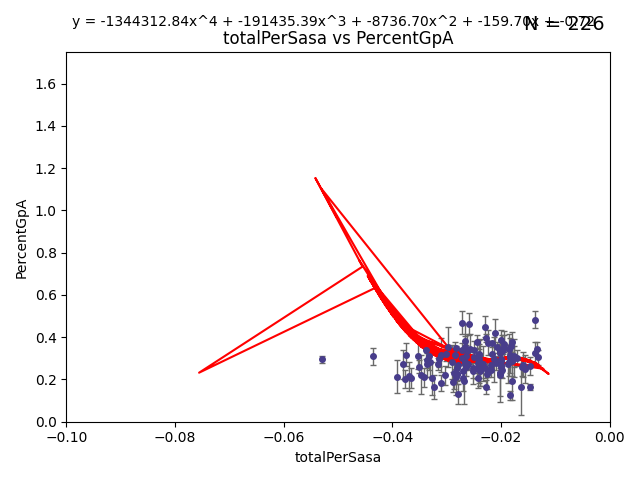 y = -1344312.84x^4 + -191435.39x^3 + -8736.70x^2 + -159.70x + -0.72
N = 226
totalPerSasa vs PercentGpA
PercentGpA
1.6
1.4
1.2
1.0
0.8
0.6
0.4
0.2
0.0
−0.10 −0.08 −0.06 −0.04 −0.02 0.00
totalPerSasa